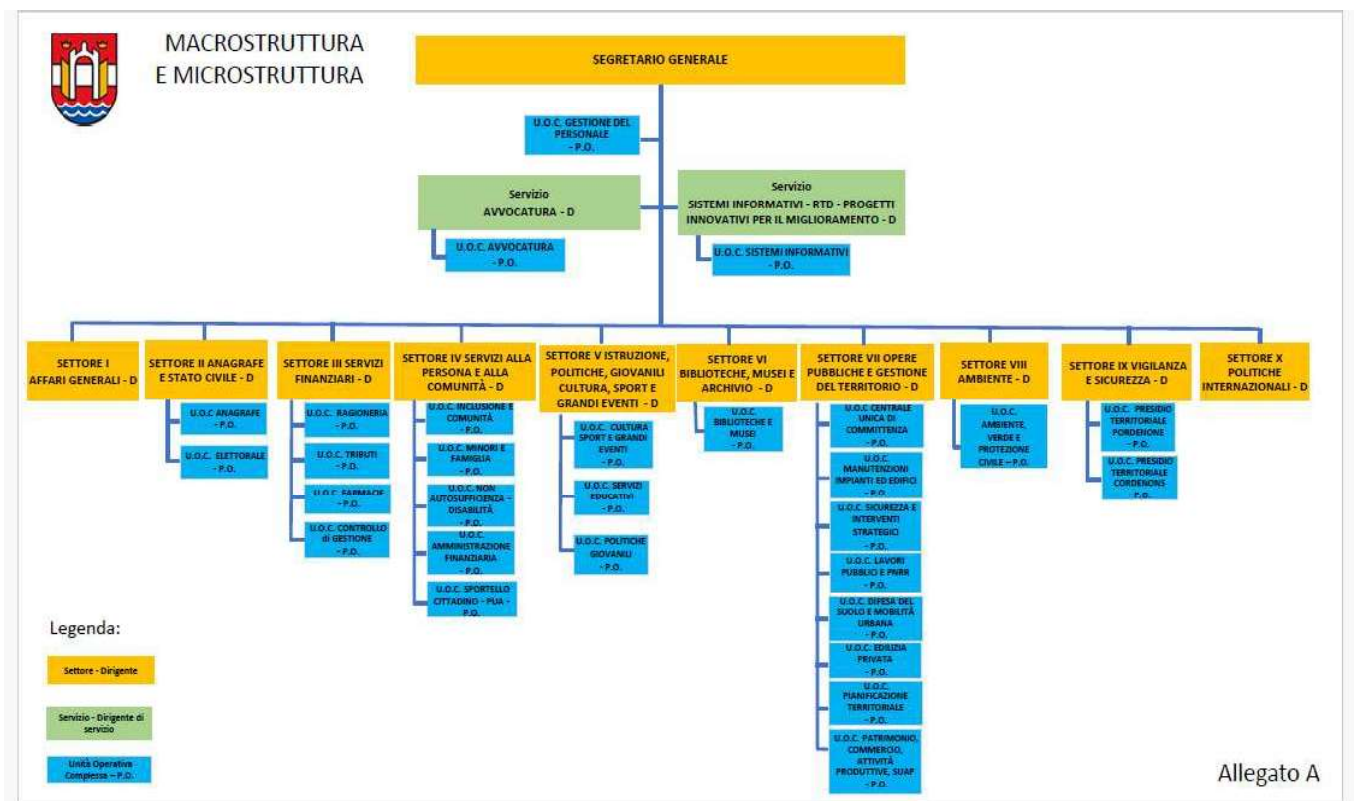 MACROSTRUTTURA
E MICROSTRUTTURA
SEGRETARIO GENERALE
U.O.C. GESTIONE DEL
PERSONALE
- P.O.
Servizio
AVVOCATURA - D
Servizio
SISTEMI INFORMATIVI - RTD - PROGETTI
INNOVATIVI PER IL MIGLIORAMENTO - D
U.O.C. AVVOCATURA
- P.O.
U.O.C. SISTEMI INFORMATIVI
- P.O.
SETTORE I
AFFARI GENERALI - D
SETTORE II ANAGRAFE
E STATO CIVILE - D
U.O.C ANAGRAFE
- P.O.
U.O.C. ELETTORALE
- P.O.
SETTORE III SERVIZI
FINANZIARI - D
U.O.C. RAGIONERIA
- P.O.
U.O.C. TRIBUTI
- P.O.
U.O.C. FARMACIE
- P.O.
U.O.C. CONTROLLO
di GESTIONE
- P.O.
SETTORE IV SERVIZI ALLA
PERSONA E ALLA
COMUNITÀ - D
U.O.C. INCLUSIONE E
COMUNITÀ
- P.O.
U.O.C. MINORI E
FAMIGLIA
- P.O.
U.O.C. NON
AUTOSUFFICENZA –
DISABILITÀ
- P.O.
U.O.C.
AMMINISTRAZIONE
FINANZIARIA
- P.O.
U.O.C. SPORTELLO
CITTADINO - PUA -
P.O.
SETTORE V ISTRUZIONE,
POLITICHE, GIOVANILI
CULTURA, SPORT E
GRANDI EVENTI - D
U.O.C. CULTURA
SPORT E GRANDI
EVENTI
- P.O.
U.O.C. SERVIZI
EDUCATIVI
- P.O.
U.O.C. POLITICHE
GIOVANILI
- P.O.
SETTORE VI
BIBLIOTECHE, MUSEI E
ARCHIVIO - D
U.O.C.
BIBLIOTECHE E
MUSEI
- P.O.
SETTORE VII OPERE
PUBBLICHE E GESTIONE
DEL TERRITORIO - D
U.O.C CENTRALE
UNICA DI
COMMITTENZA
- P.O.
U.O.C.
MANUTENZIONI
IMPIANTI ED EDIFICI
- P.O.
U.O.C. SICUREZZA E
INTERVENTI
STRATEGICI
- P.O.
U.O.C. LAVORI
PUBBLICI E PNRR
- P.O.
U.O.C. DIFESA DEL
SUOLO E MOBILITÀ
URBANA
- P.O.
U.O.C. EDILIZIA
PRIVATA
- P.O.
U.O.C.
PIANIFICAZIONE
TERRITORIALE
- P.O.
U.O.C. PATRIMONIO,
COMMERCIO,
ATTIVITÀ
PRODUTTIVE, SUAP
- P.O.
SETTORE VIII
AMBIENTE - D
U.O.C.
AMBIENTE,
VERDE E
PROTEZIONE
CIVILE – P.O.
SETTORE IX VIGILANZA
E SICUREZZA - D
U.O.C. PRESIDIO
TERRITORIALE
PORDENONE
- P.O.
U.O.C. PRESIDIO
TERRITORIALE
CORDENONS
P.O.
SETTORE X
POLITICHE
INTERNAZIONALI - D
Legenda:
Settore - Dirigente
Servizio - Dirigente di
servizio
Unità Operativa
Complessa – P.O.
Allegato A